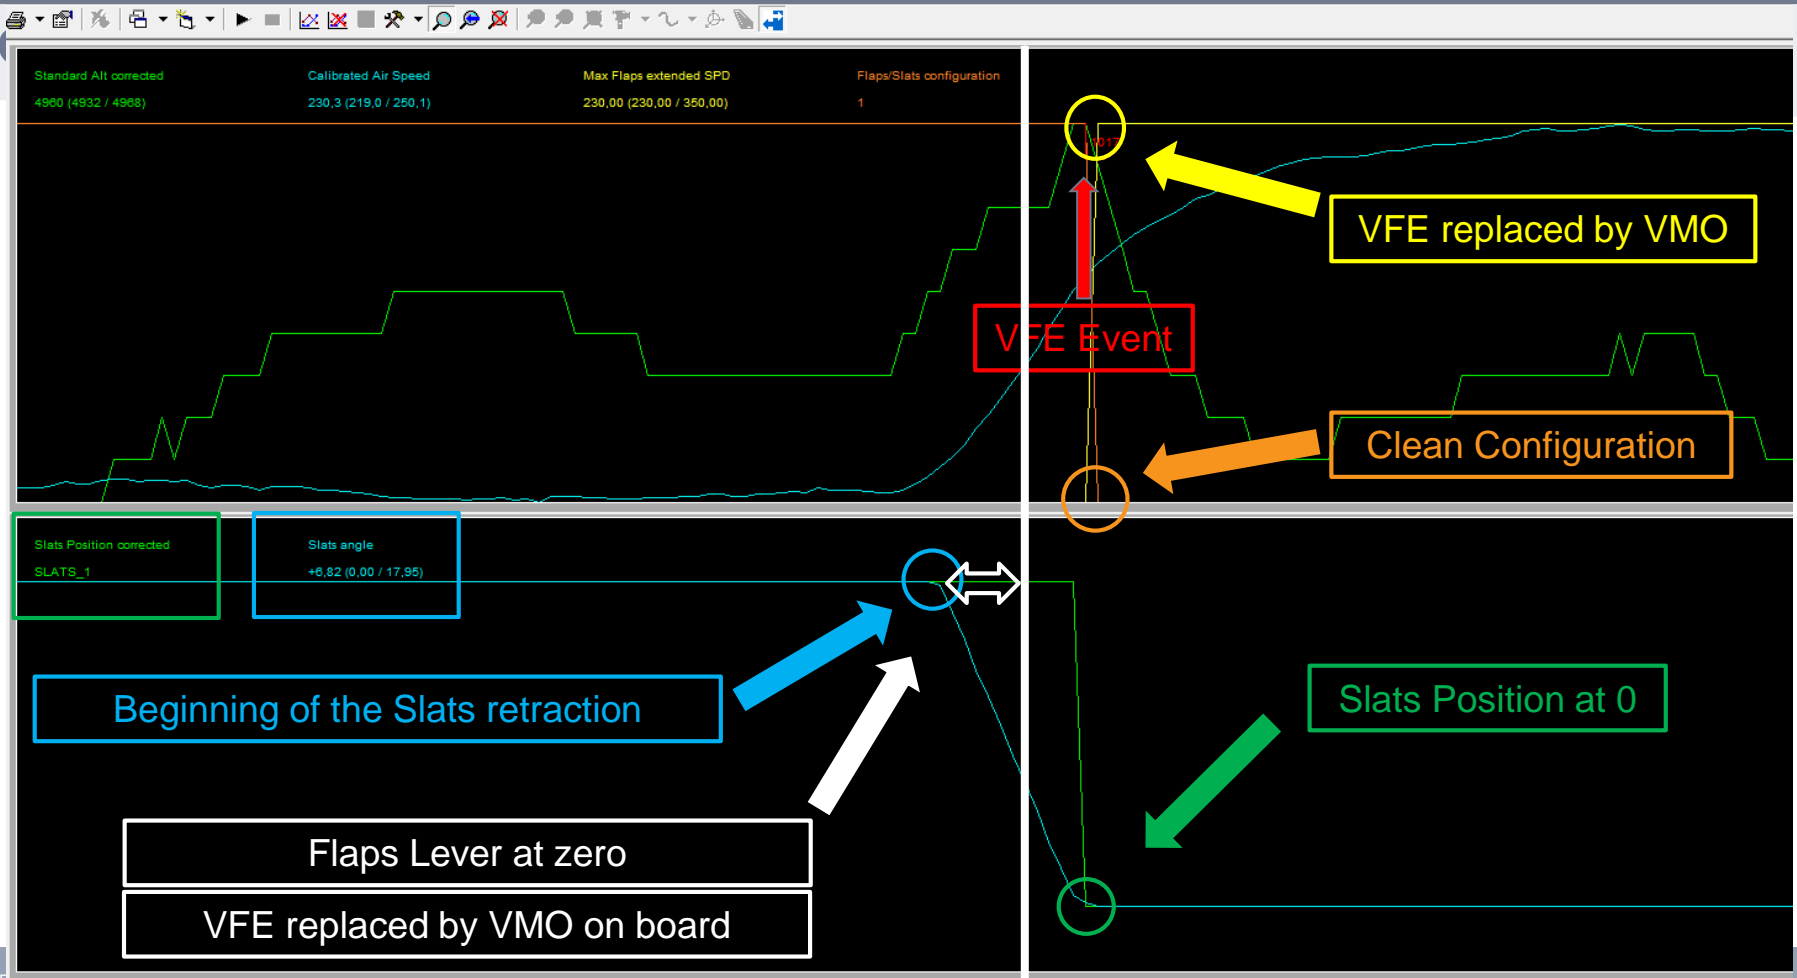 Standard Alt corrected
Calibrated Air Speed
Max Flaps extended SPD
Flaps/Slats configuration
4960 (4932 / 4968)
230,3 (219,0 / 250,1)
230,00 (230,00 / 350,00)
1
1017
VFE replaced by VMO
VFE Event
Clean Configuration
Slats Position corrected
Slats angle
SLATS_1
+6,82 (0,00 / 17,95)
Beginning of the Slats retraction
Slats Position at 0
Flaps Lever at zero
VFE replaced by VMO on board